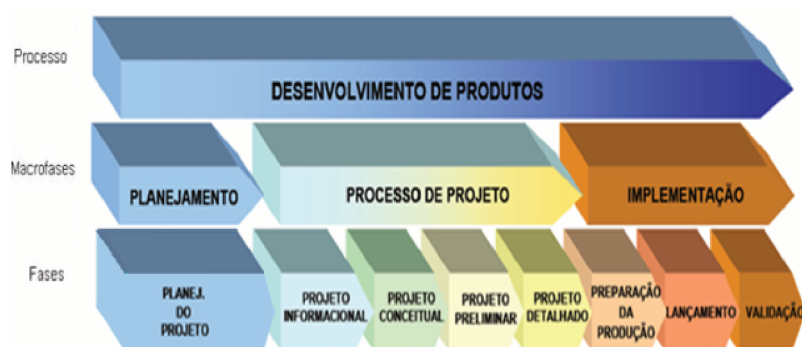 Processo
DESENVOLVIMENTO DE PRODUTOS
Macrofases
PLANEJAMENTO
PROCESSO DE PROJETO
IMPLEMENTAÇÃO
Fases
PLANEJ.
DO
PROJETO
PROJETO
INFORMACIONAL
PROJETO
CONCEITUAL
PROJETO
PRELIMINAR
PROJETO
DETALHADO
PREPARAÇÃO
DA
PRODUÇÃO
LANÇAMENTO
VALIDAÇÃO